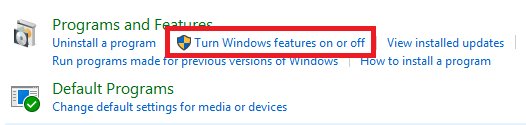 Programs and Features
Uninstall a program Turn Windows features on or off View installed updates
Run programs made for previous versions of Windows How to install a program
Default Programs
Change default settings for media or devices